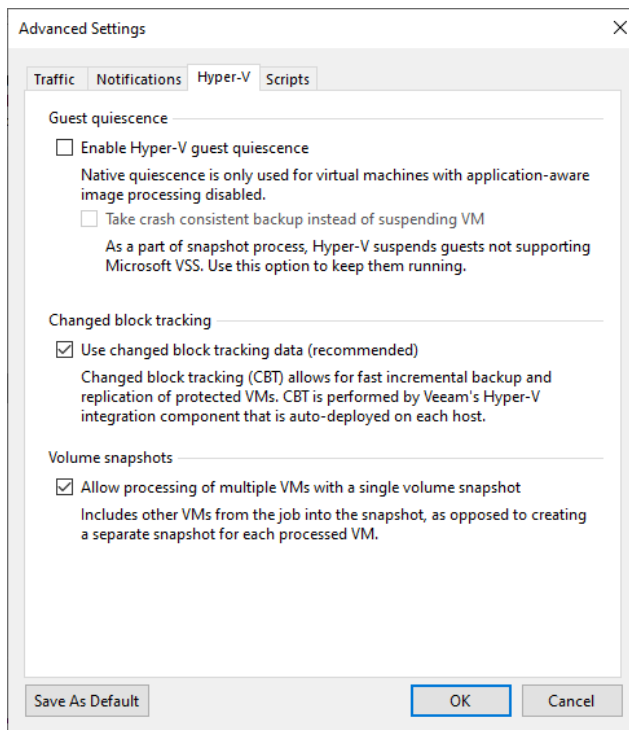 Advanced Settings
Traffic Notifications Hyper-V Scripts
Guest quiescence
Enable Hyper-V guest quiescence
Native quiescence is only used for virtual machines with application-aware
image processing disabled.
Take crash consistent backup instead of suspending VM
As a part of snapshot process, Hyper-V suspends guests not supporting
Microsoft VSS. Use this option to keep them running.
Changed block tracking
Use changed block tracking data (recommended)
Changed block tracking (CBT) allows for fast incremental backup and
replication of protected VMs. CBT is performed by Veeam's Hyper-V
integration component that is auto-deployed on each host.
Volume snapshots
Allow processing of multiple VMs with a single volume snapshot
Includes other VMs from the job into the snapshot, as opposed to creating
a separate snapshot for each processed VM.
Save As Default OK Cancel